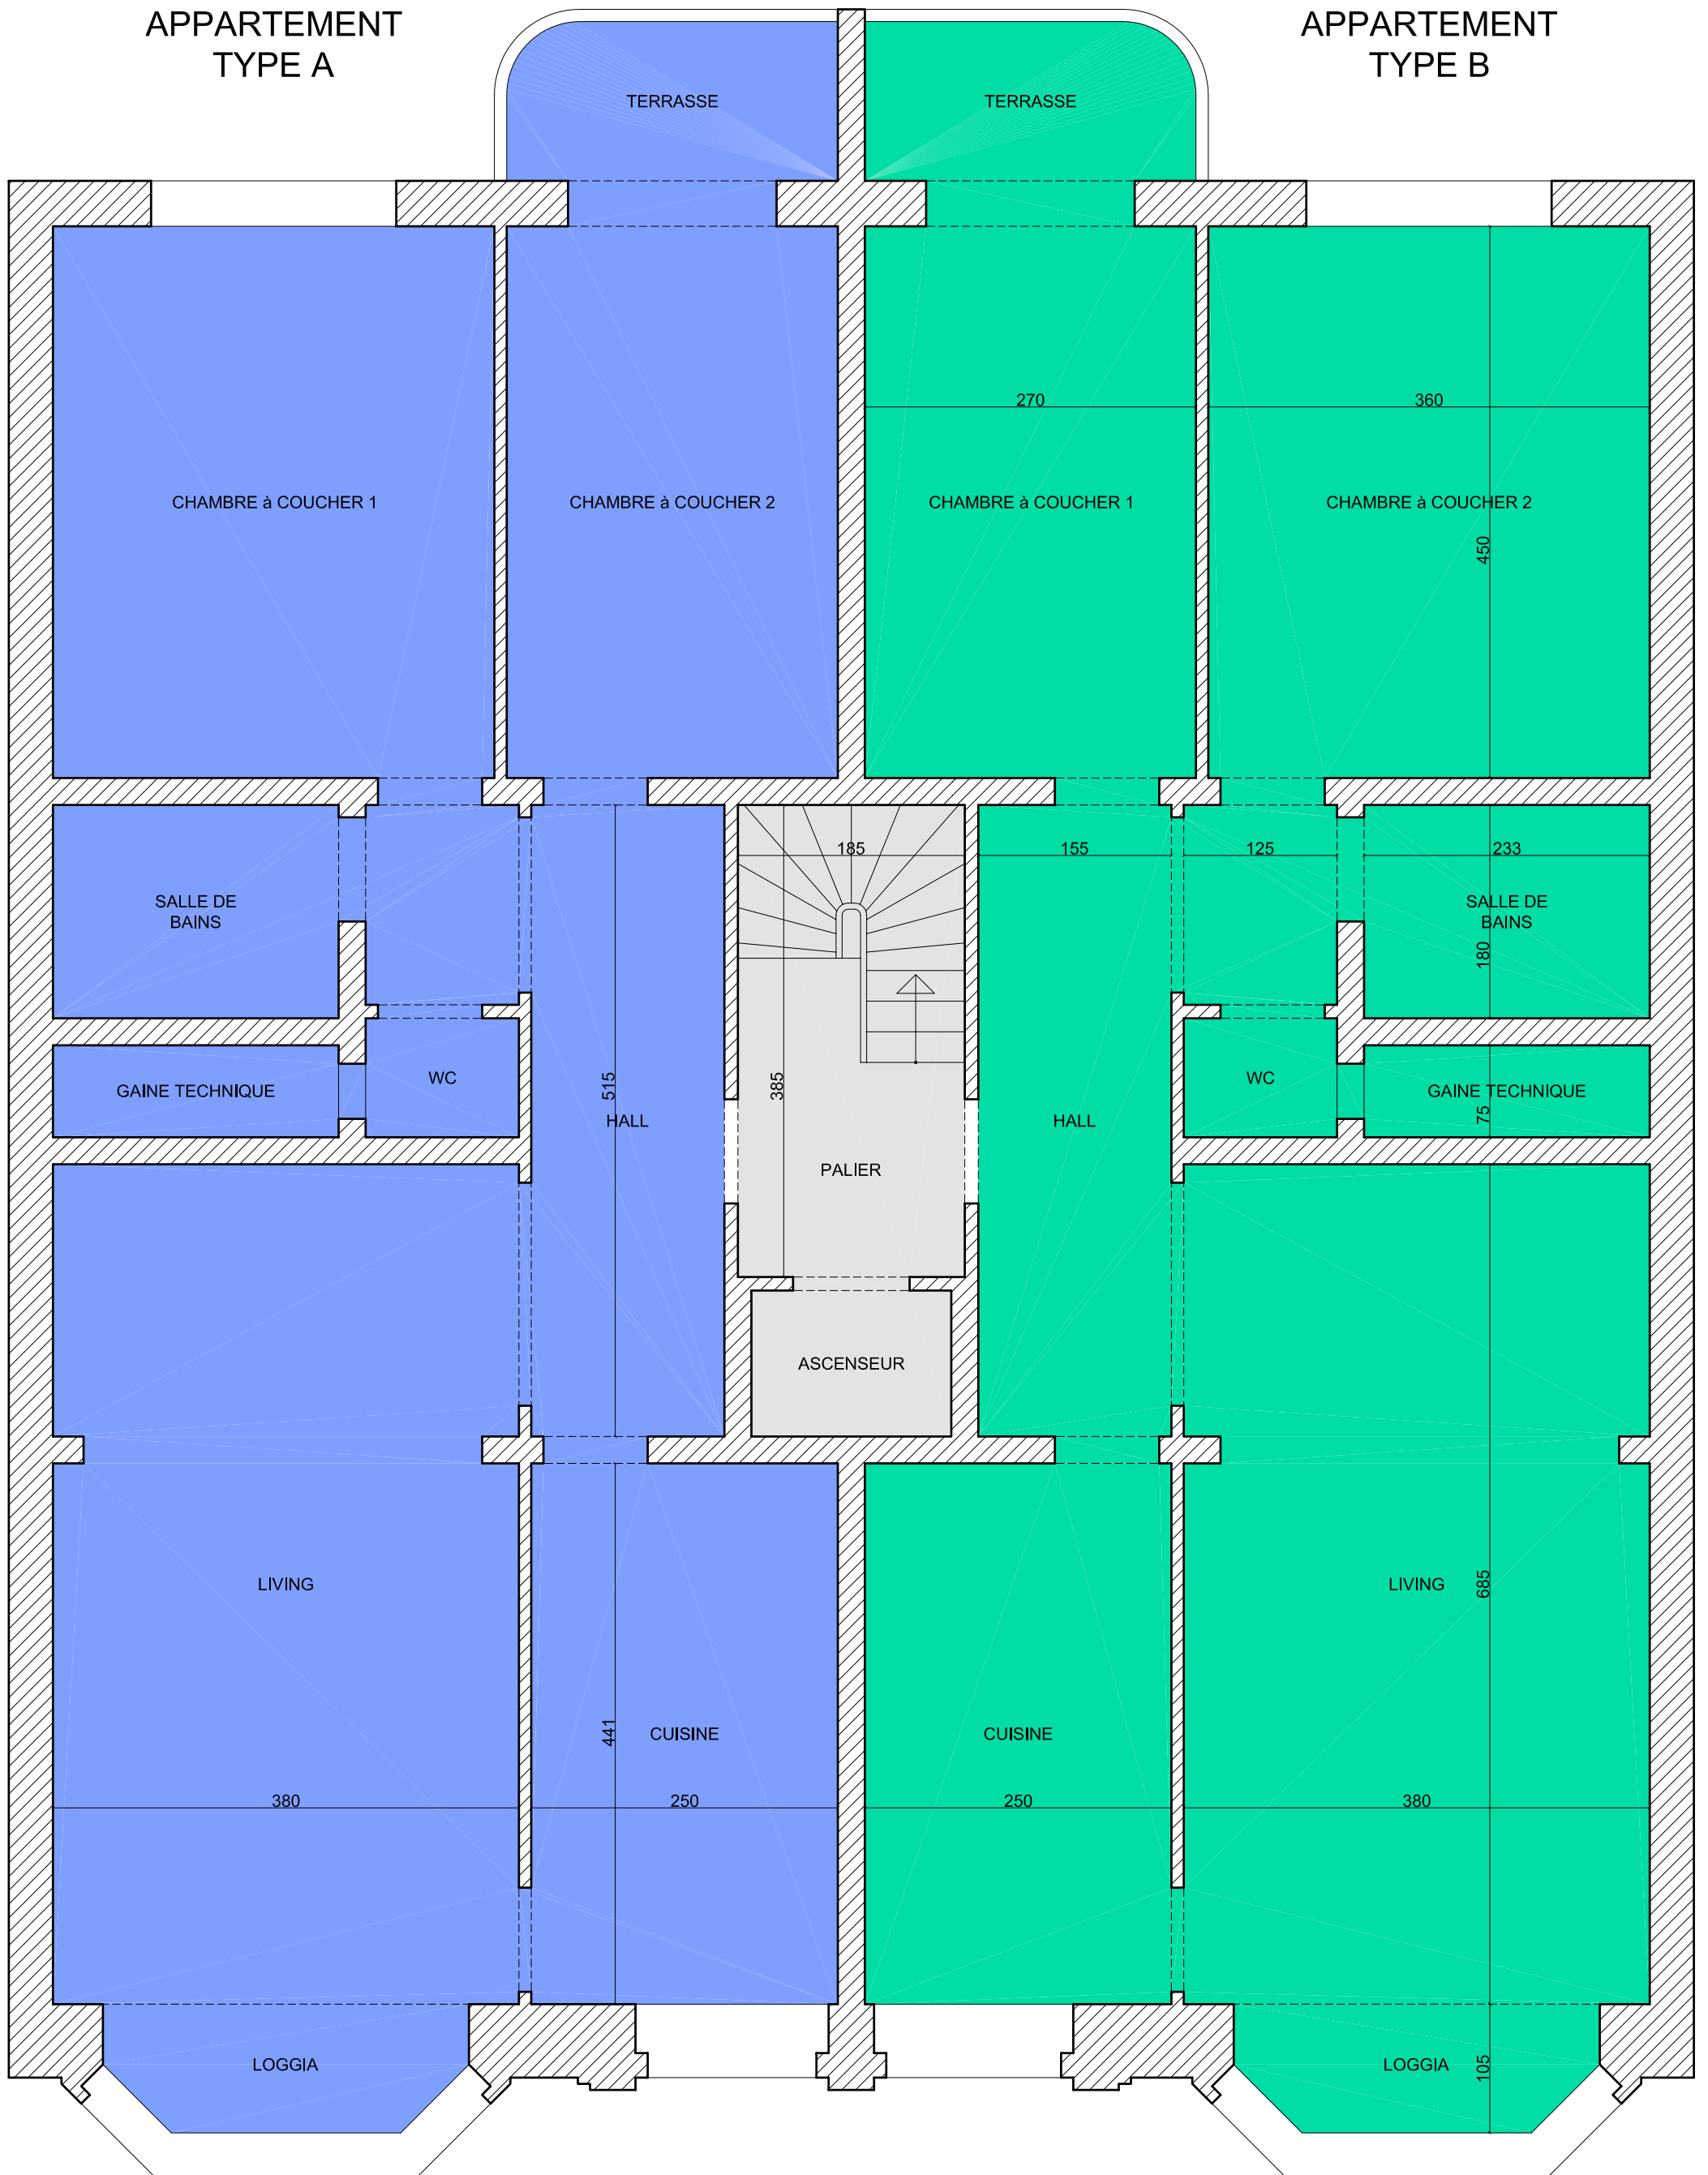 APPARTEMENT
TYPE A
APPARTEMENT
TYPE B
TERRASSE
TERRASSE
270
360
CHAMBRE à COUCHER 1
CHAMBRE à COUCHER 2
CHAMBRE à COUCHER 1
CHAMBRE à COUCHER 2
450
185
155
125
233
SALLE DE
BAINS
SALLE DE
BAINS
180
GAINE TECHNIQUE
WC
515
385
WC
GAINE TECHNIQUE
75
HALL
HALL
PALIER
ASCENSEUR
LIVING
LIVING
685
441
CUISINE
CUISINE
380
250
250
380
LOGGIA
LOGGIA
105